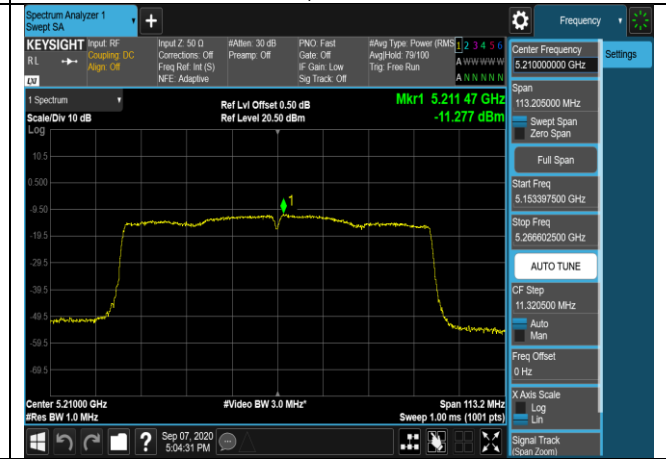 Spectrum Analyzer 1
Swept SA
+
Frequency
KEYSIGHT
RL
Input: RF
Coupling: DC
Align: Off
Input Z: 50 Ω
Corrections: Off
Freq Ref: Int (S)
NFE: Adaptive
#Atten: 30 dB
Preamp: Off
PNO: Fast
Gate: Off
IF Gain: Low
Sig Track: Off
#Avg Type: Power (RMS
Avg|Hold: 79/100
Trig: Free Run
1 2 3 4 5 6
A W W W W W
A N N N N N
1 Spectrum
Scale/Div 10 dB
Log
Ref Lvl Offset 0.50 dB
Ref Level 20.50 dBm
Mkr1 5.211 47 GHz
-11.277 dBm
10.5
0.500
-9.50
-19.5
-29.5
-39.5
-49.5
-59.5
-69.5
1
Center 5.21000 GHz
#Res BW 1.0 MHz
#Video BW 3.0 MHz*
Span 113.2 MHz
Sweep 1.00 ms (1001 pts)
Center Frequency
5.210000000 GHz
Span
113.205000 MHz
Swept Span
Zero Span
Full Span
Start Freq
5.153397500 GHz
Stop Freq
5.266602500 GHz
AUTO TUNE
CF Step
11.320500 MHz
Auto
Man
Freq Offset
0 Hz
X Axis Scale
Log
Lin
Signal Track
(Span Zoom)
Settings
?
Sep 07, 2020
5:04:31 PM